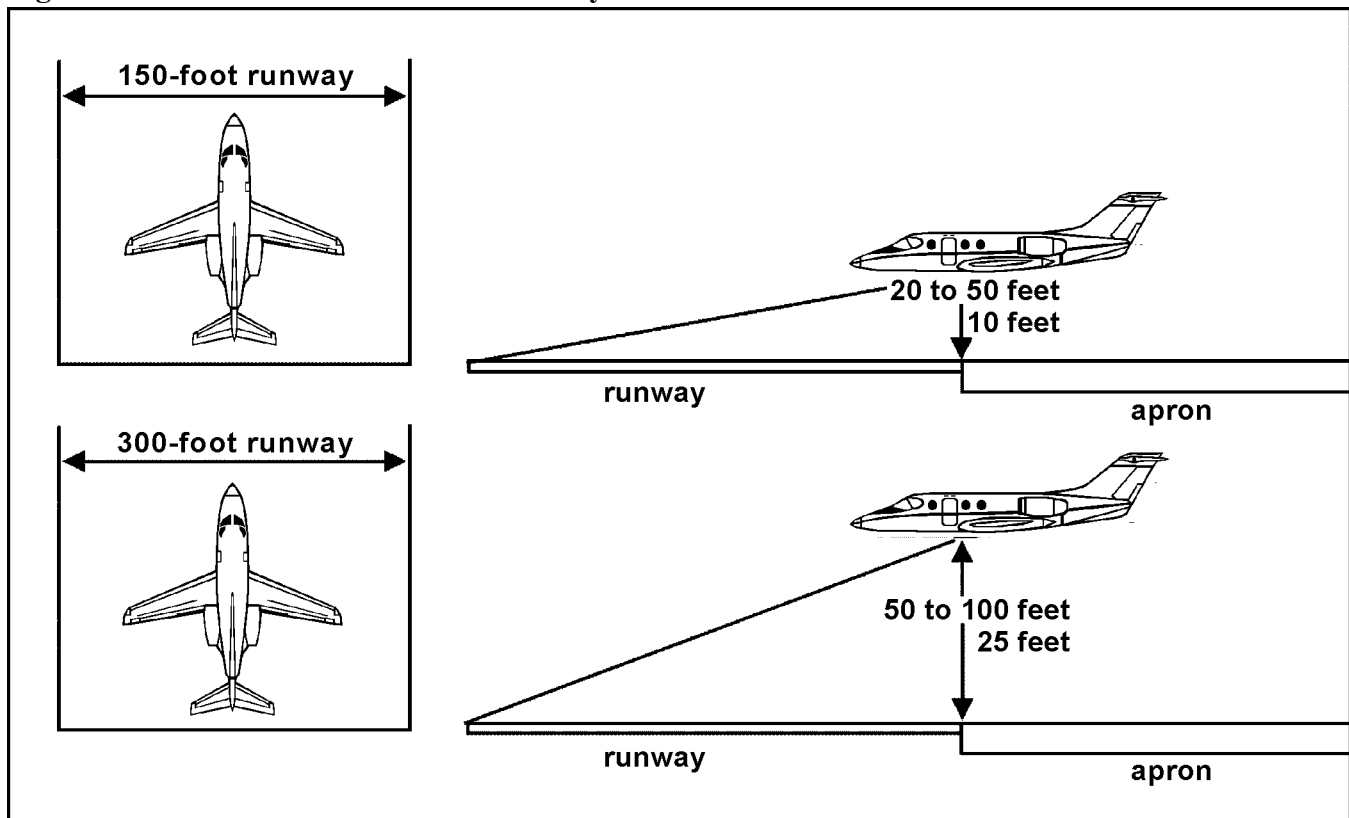 150-foot runway
20 to 50 feet
10 feet
runway
apron
300-foot runway
50 to 100 feet
25 feet
runway
apron